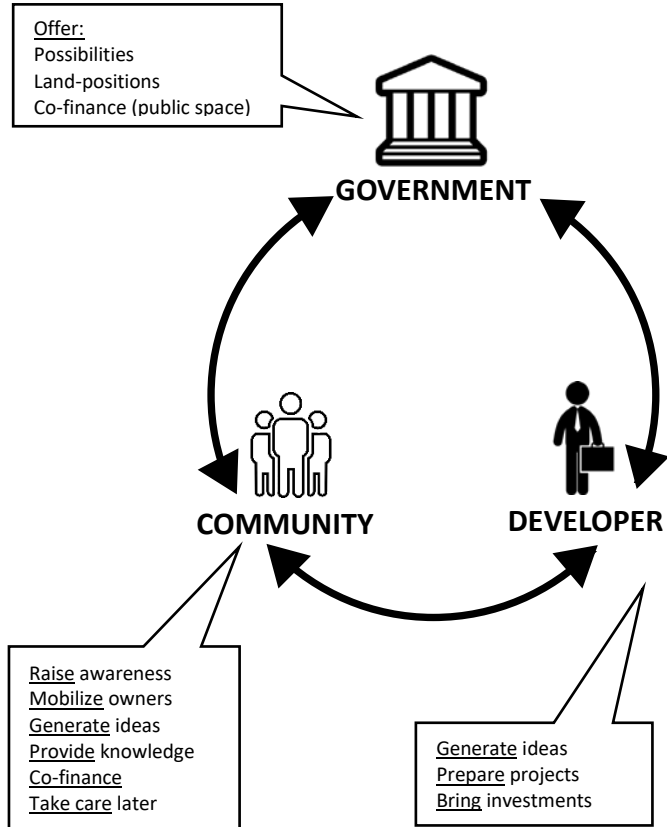 Offer:
Possibilities
Land-positions
Co-finance (public space)
GOVERNMENT
COMMUNITY
DEVELOPER
Raise awareness
Mobilize owners
Generate ideas
Provide knowledge
Co-finance
Take care later
Generate ideas
Prepare projects
Bring investments